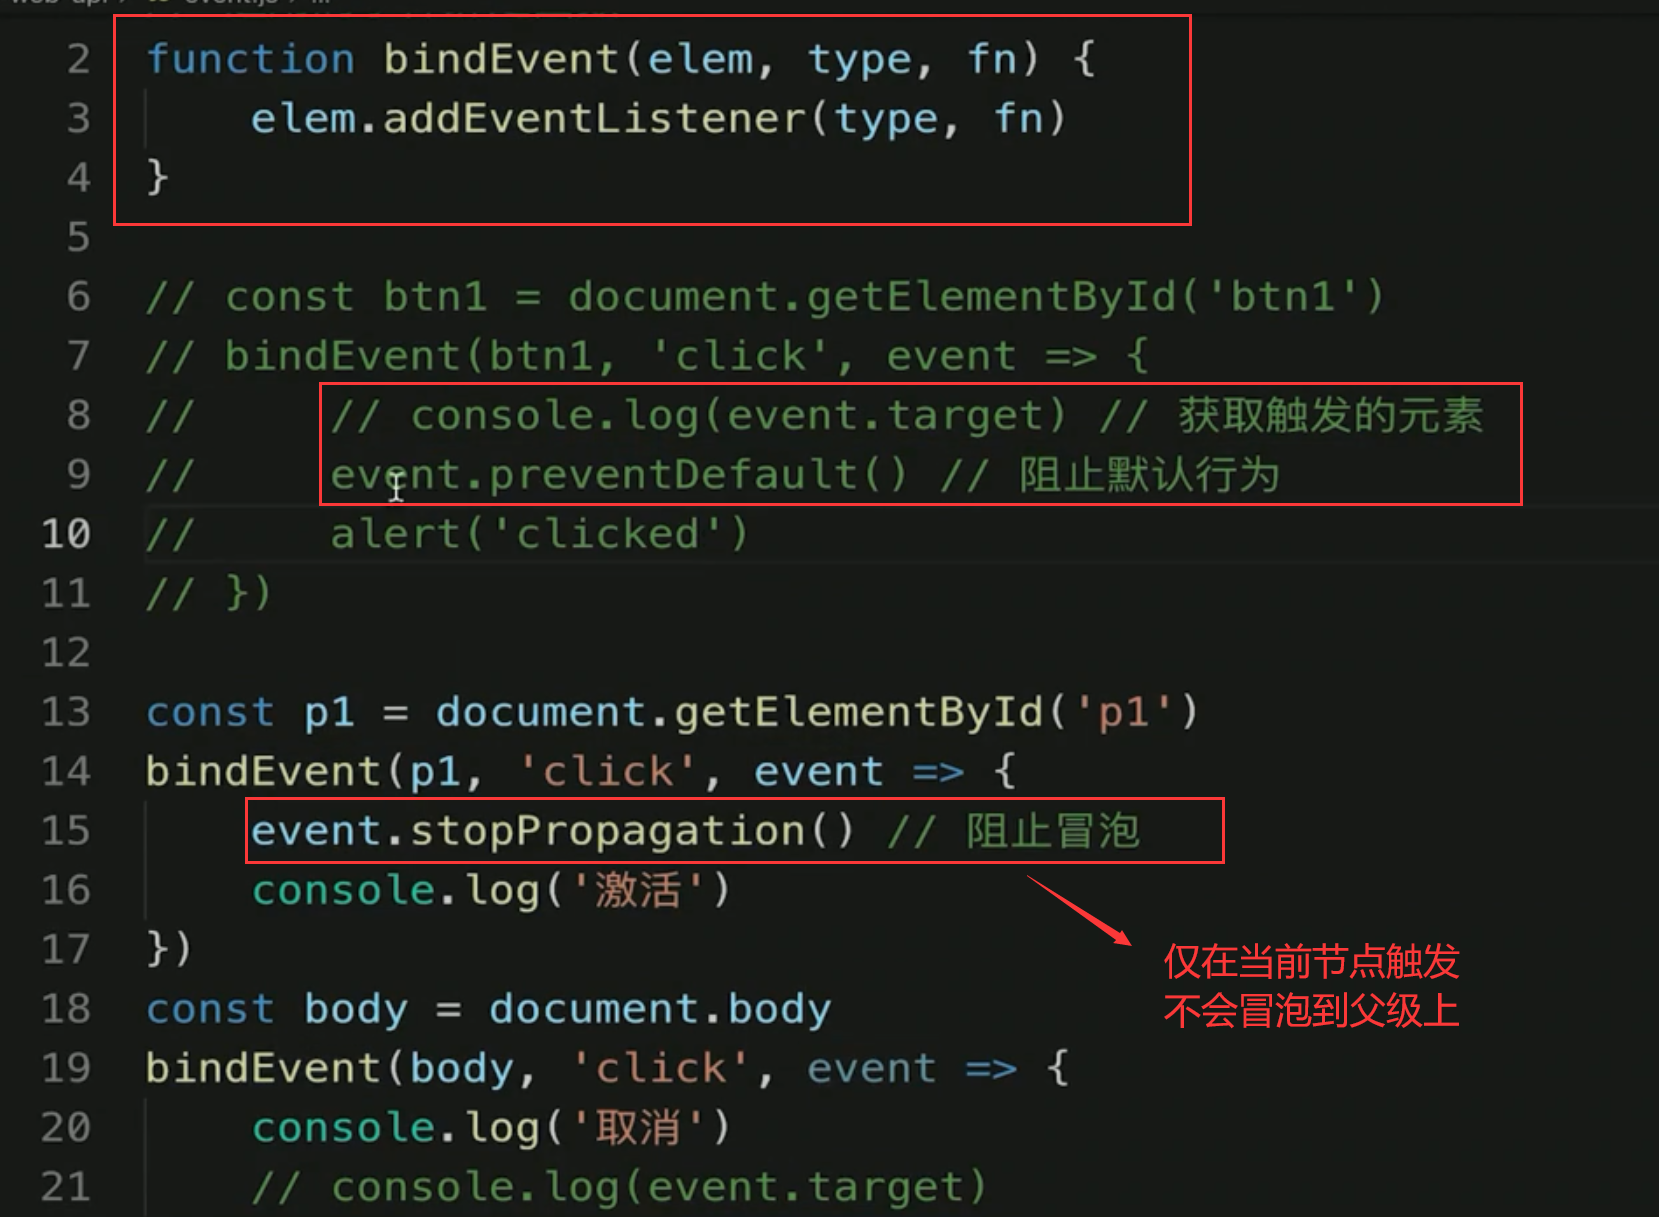 2 function bindEvent(elem, type, fn) {
3 elem.addEventListener(type, fn)
4 }
5
6 // const btn1 = document.getElementById('btn1')
7 // bindEvent(btn1, 'click', event => {
8 // // console.log(event.target) // 获取触发的元素
9 // event.preventDefault() // 阻止默认行为
10 // alert('clicked')
11 // })
12
13 const p1 = document.getElementById('p1')
14 bindEvent(p1, 'click', event => {
15 event.stopPropagation() // 阻止冒泡
16 console.log('激活')
17 })
仅在当前节点触发
不会冒泡到父级上
18 const body = document.body
19 bindEvent(body, 'click', event => {
20 console.log('取消')
21 // console.log(event.target)